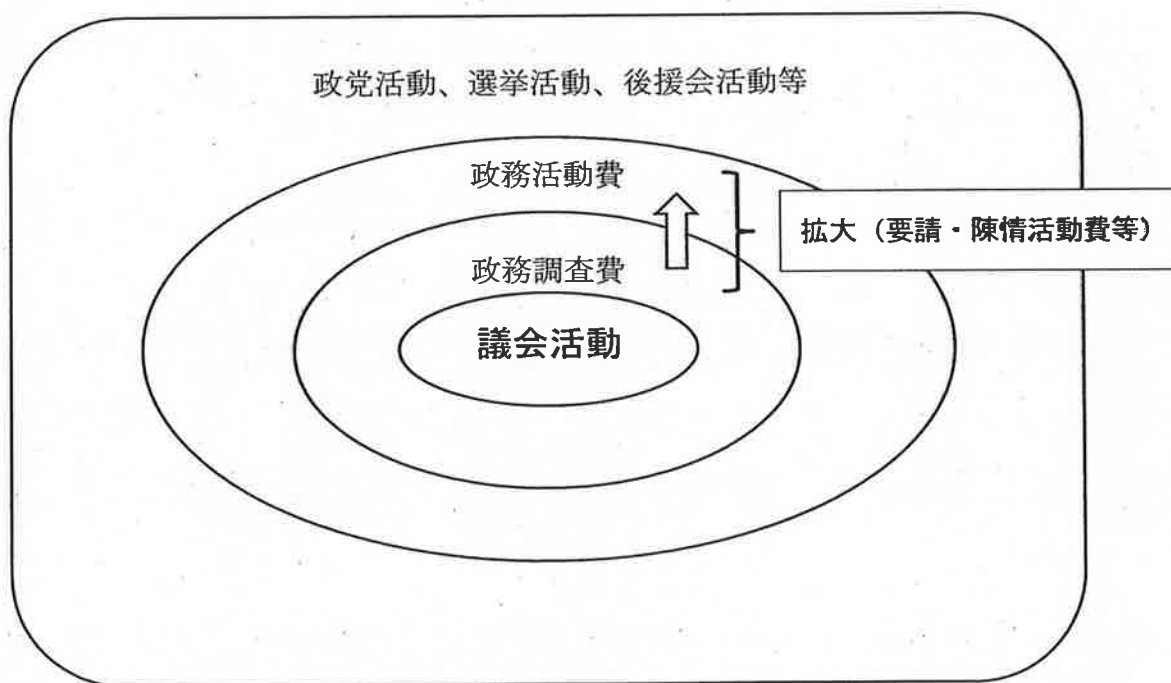 政党活動、選挙活動、後援会活動等
政務活動費
拡大（要請・陳情活動費等）
政務調査費
議会活動